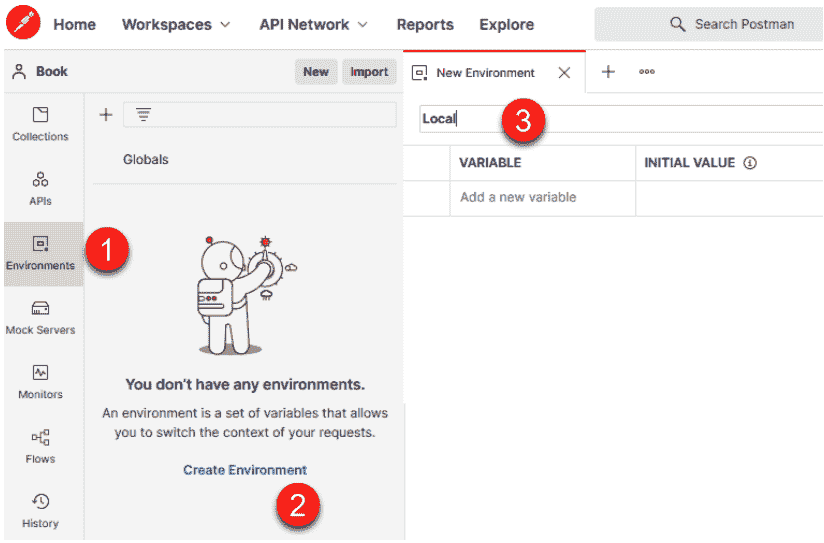 Home Workspaces API Network Reports Explore Search Postman
Book New Import
New Environment
Collections
Globals
Local
3
VARIABLE INITIAL VALUE
Add a new variable
APIs
Environments
1
Mock Servers
Monitors
Flows
History
You don't have any environments.
An environment is a set of variables that allows
you to switch the context of your requests.
Create Environment
2